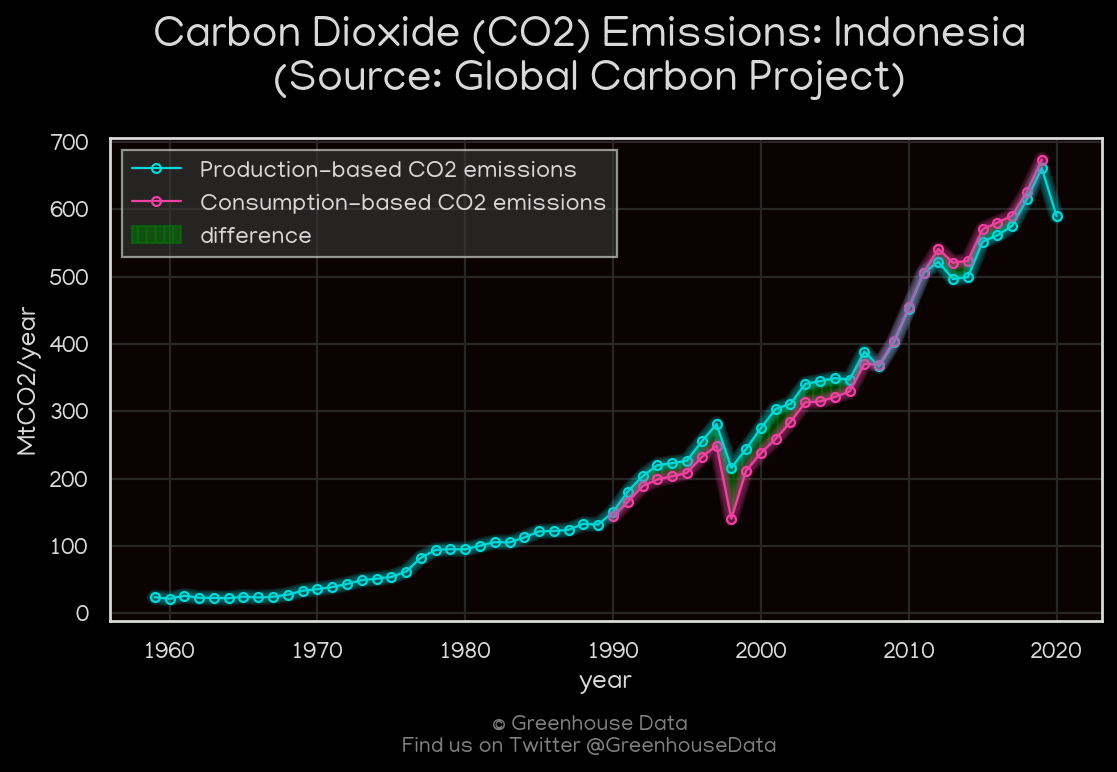 Carbon Dioxide (CO2) Emissions: Indonesia
(Source: Global Carbon Project)
700
600
500
400
300
200
100
0
MtCO2/year
Production-based CO2 emissions
Consumption-based CO2 emissions
difference
1960 1970 1980 1990 2000 2010 2020
year
© Greenhouse Data
Find us on Twitter @GreenhouseData